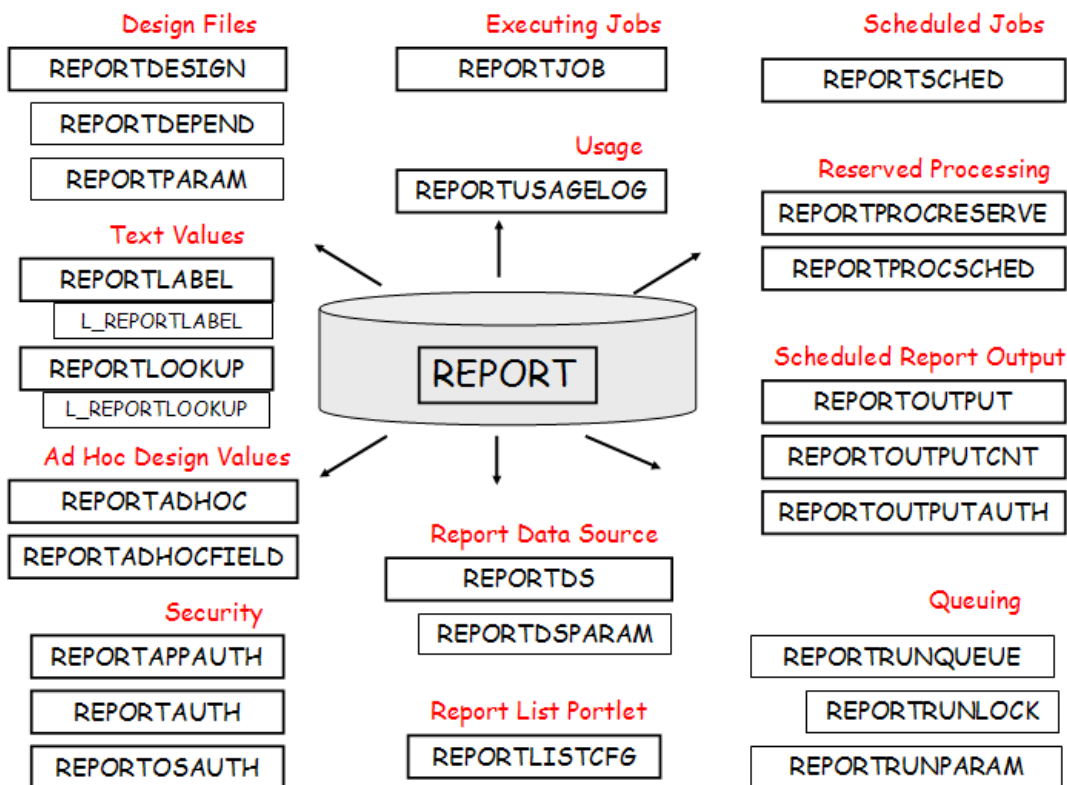 Design Files
REPORTDESIGN
REPORTDEPEND
REPORTPARAM
Text Values
REPORTLABEL
L_REPORTLABEL
REPORTLOOKUP
L_REPORTLOOKUP
Ad Hoc Design Values
REPORTADHOC
REPORTADHOCFIELD
Security
REPORTAPPAUTH
REPORTAUTH
REPORTOSAUTH
Executing Jobs
REPORTJOB
Usage
REPORTUSAGELOG
REPORT
Report Data Source
REPORTDS
REPORTDSPARAM
Report List Portlet
REPORTLISTCFG
Scheduled Jobs
REPORTSCHED
Reserved Processing
REPORTPROCRESERVE
REPORTPROCSCHED
Scheduled Report Output
REPORTOUTPUT
REPORTOUTPUTCNT
REPORTOUTPUTAUTH
Queuing
REPORTRUNQUEUE
REPORTRUNLOCK
REPORTRUNPARAM